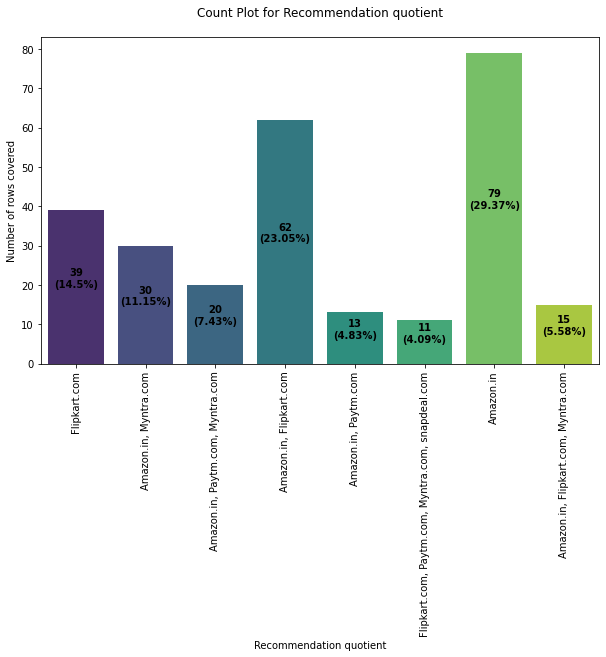 Count Plot for Recommendation quotient
Number of rows covered
80
70
60
50
40
30
20
10
0
39
(14.5%)
30
(11.15%)
20
(7.43%)
62
(23.05%)
13
(4.83%)
11
(4.09%)
79
(29.37%)
15
(5.58%)
Flipkart.com
Amazon.in, Myntra.com
Amazon.in, Paytm.com, Myntra.com
Amazon.in, Flipkart.com
Amazon.in, Paytm.com
Flipkart.com, Paytm.com, Myntra.com, snapdeal.com
Amazon.in
Amazon.in, Flipkart.com, Myntra.com
Recommendation quotient